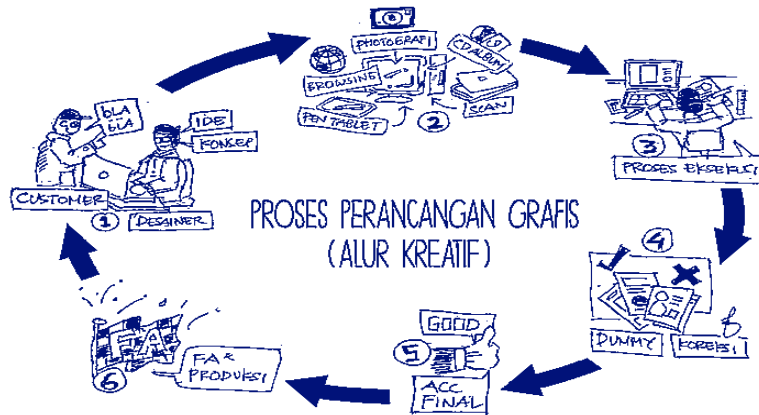 PROSES PERANCANGAN GRAFIS
(ALUR KREATIF)
bLA
bLA
IDE
KONSEP
CUSTOMER
1
DESAINER
PHOTOGRAFI
CD ALBUM
BROWSING
PEN TABLET
SCAN
2
3
PROSES EKSEKUSI
4
DUMMY
KOREKSI
GOOD
5
ACC
FINAL
FA &
PRODUKSI
6